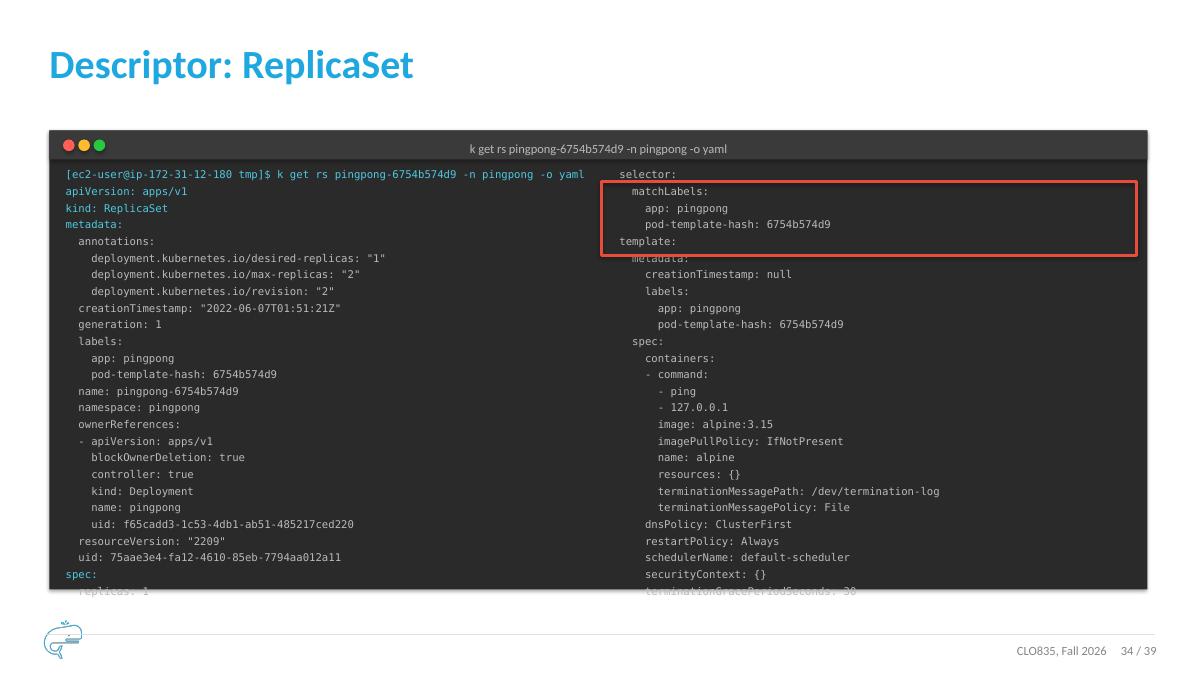 Descriptor: ReplicaSet
k get rs pingpong-6754b574d9 -n pingpong -o yaml
[ec2-user@ip-172-31-12-180 tmp]$ k get rs pingpong-6754b574d9 -n pingpong -o yaml
apiVersion: apps/v1
kind: ReplicaSet
metadata:
  annotations:
    deployment.kubernetes.io/desired-replicas: "1"
    deployment.kubernetes.io/max-replicas: "2"
    deployment.kubernetes.io/revision: "2"
  creationTimestamp: "2022-06-07T01:51:21Z"
  generation: 1
  labels:
    app: pingpong
    pod-template-hash: 6754b574d9
  name: pingpong-6754b574d9
  namespace: pingpong
  ownerReferences:
  - apiVersion: apps/v1
    blockOwnerDeletion: true
    controller: true
    kind: Deployment
    name: pingpong
    uid: f65cadd3-1c53-4db1-ab51-485217ced220
  resourceVersion: "2209"
  uid: 75aae3e4-fa12-4610-85eb-7794aa012a11
spec:
  replicas: 1
  selector:
    matchLabels:
      app: pingpong
      pod-template-hash: 6754b574d9
  template:
    metadata:
      creationTimestamp: null
      labels:
        app: pingpong
        pod-template-hash: 6754b574d9
    spec:
      containers:
      - command:
        - ping
        - 127.0.0.1
        image: alpine:3.15
        imagePullPolicy: IfNotPresent
        name: alpine
        resources: {}
        terminationMessagePath: /dev/termination-log
        terminationMessagePolicy: File
      dnsPolicy: ClusterFirst
      restartPolicy: Always
      schedulerName: default-scheduler
      securityContext: {}
      terminationGracePeriodSeconds: 30
CLO835, Fall 2026 34 / 39